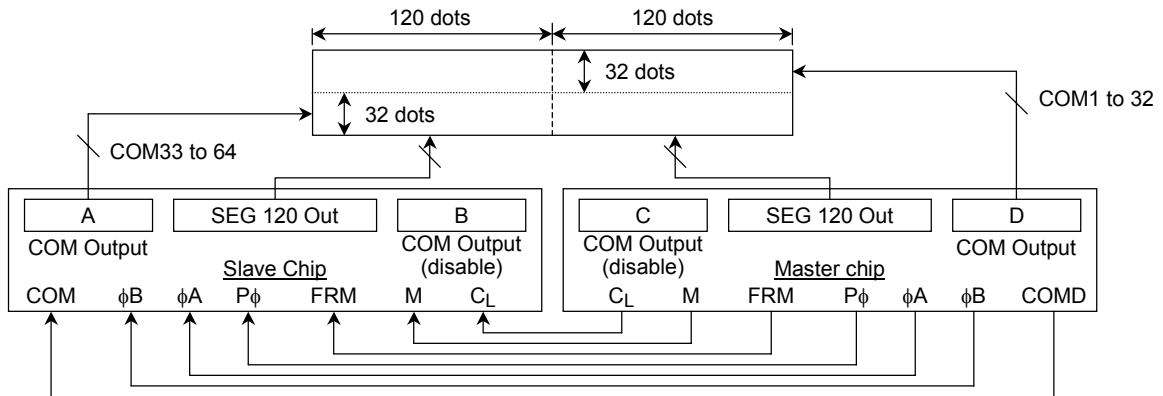 120 dots 120 dots
32 dots
32 dots
COM1 to 32
COM33 to 64
A SEG 120 Out B C SEG 120 Out D
COM Output COM Output (disable) COM Output (disable) COM Output
Slave Chip Master chip
COM ϕB ϕA Pϕ FRM M CL CL M FRM Pϕ ϕA ϕB COMD